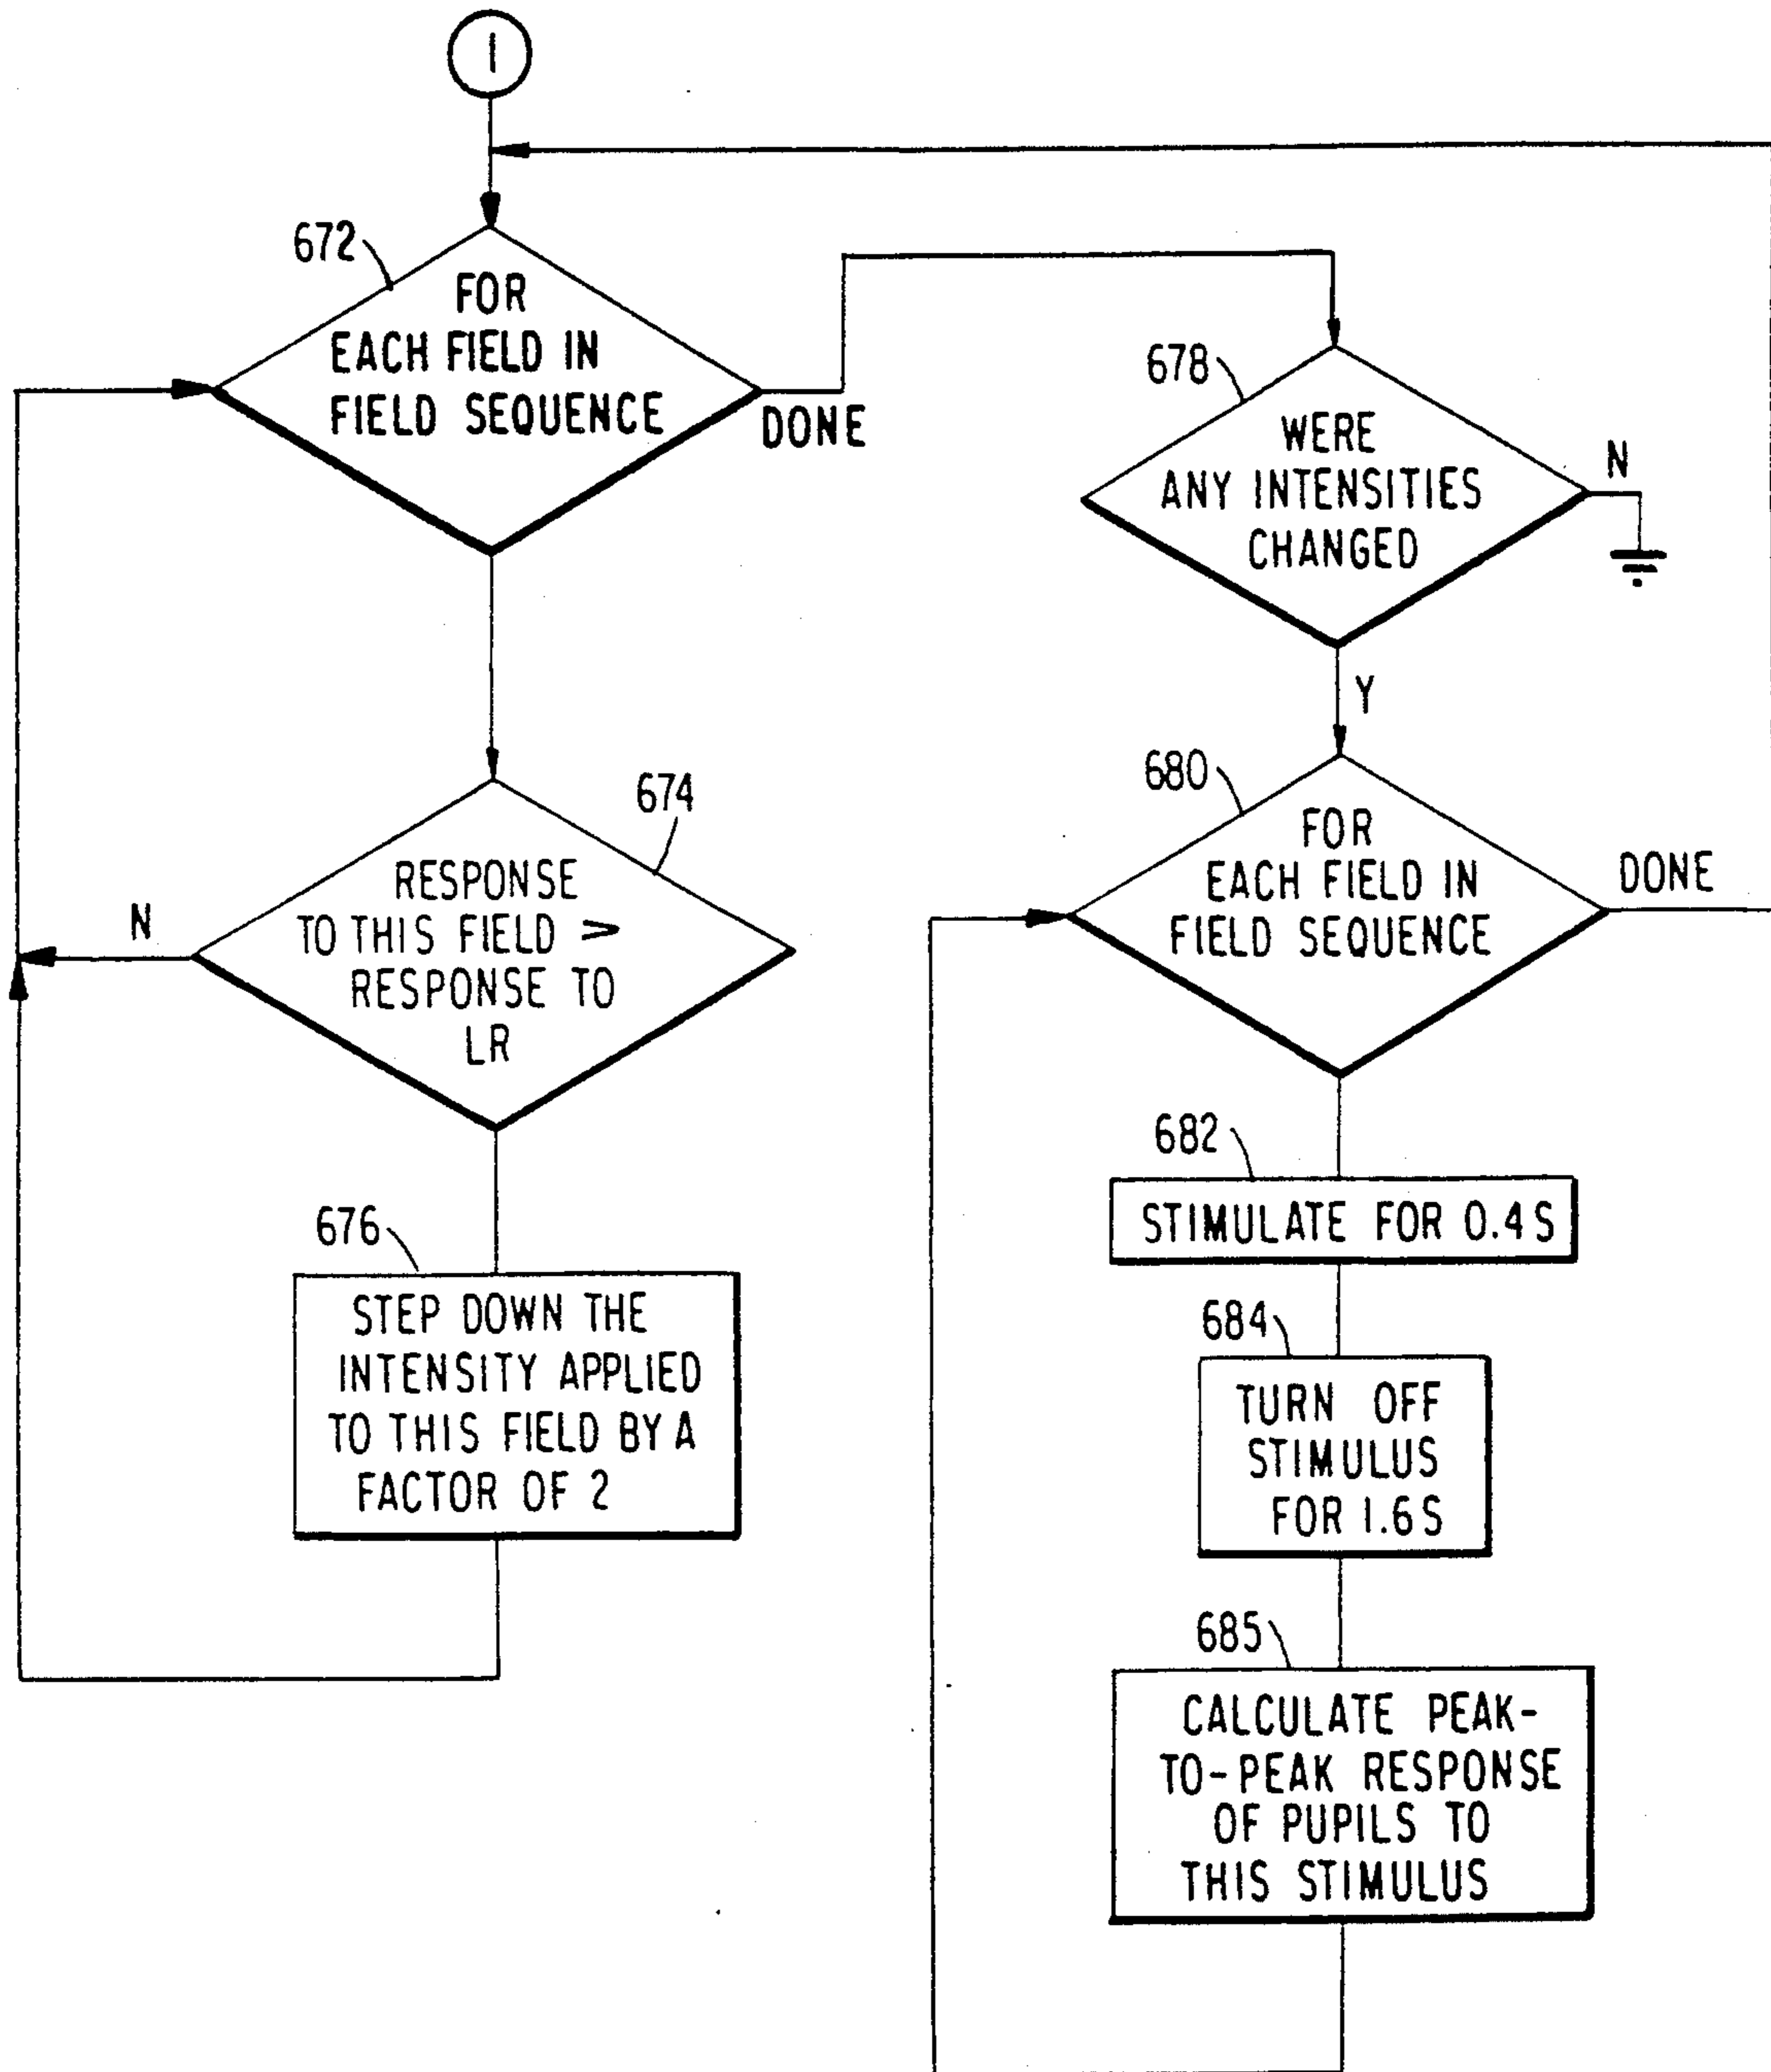 1
672
FOR
EACH FIELD IN
FIELD SEQUENCE
DONE
674
RESPONSE
TO THIS FIELD >
RESPONSE TO
LR
N
676
STEP DOWN THE
INTENSITY APPLIED
TO THIS FIELD BY A
FACTOR OF 2
678
WERE
ANY INTENSITIES
CHANGED
N
Y
680
FOR
EACH FIELD IN
FIELD SEQUENCE
DONE
682
STIMULATE FOR 0.4 S
684
TURN OFF
STIMULUS
FOR 1.6 S
685
CALCULATE PEAK-
TO-PEAK RESPONSE
OF PUPILS TO
THIS STIMULUS